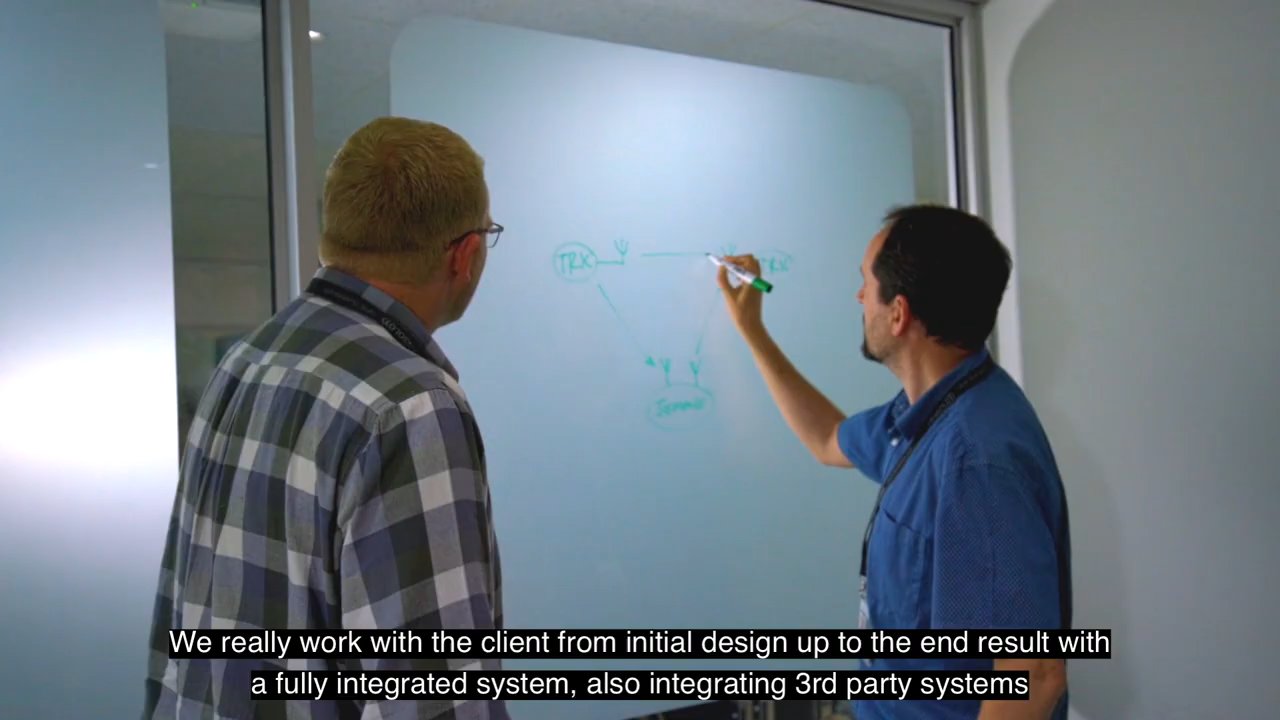 TRX
TRX
We really work with the client from initial design up to the end result with
a fully integrated system, also integrating 3rd party systems